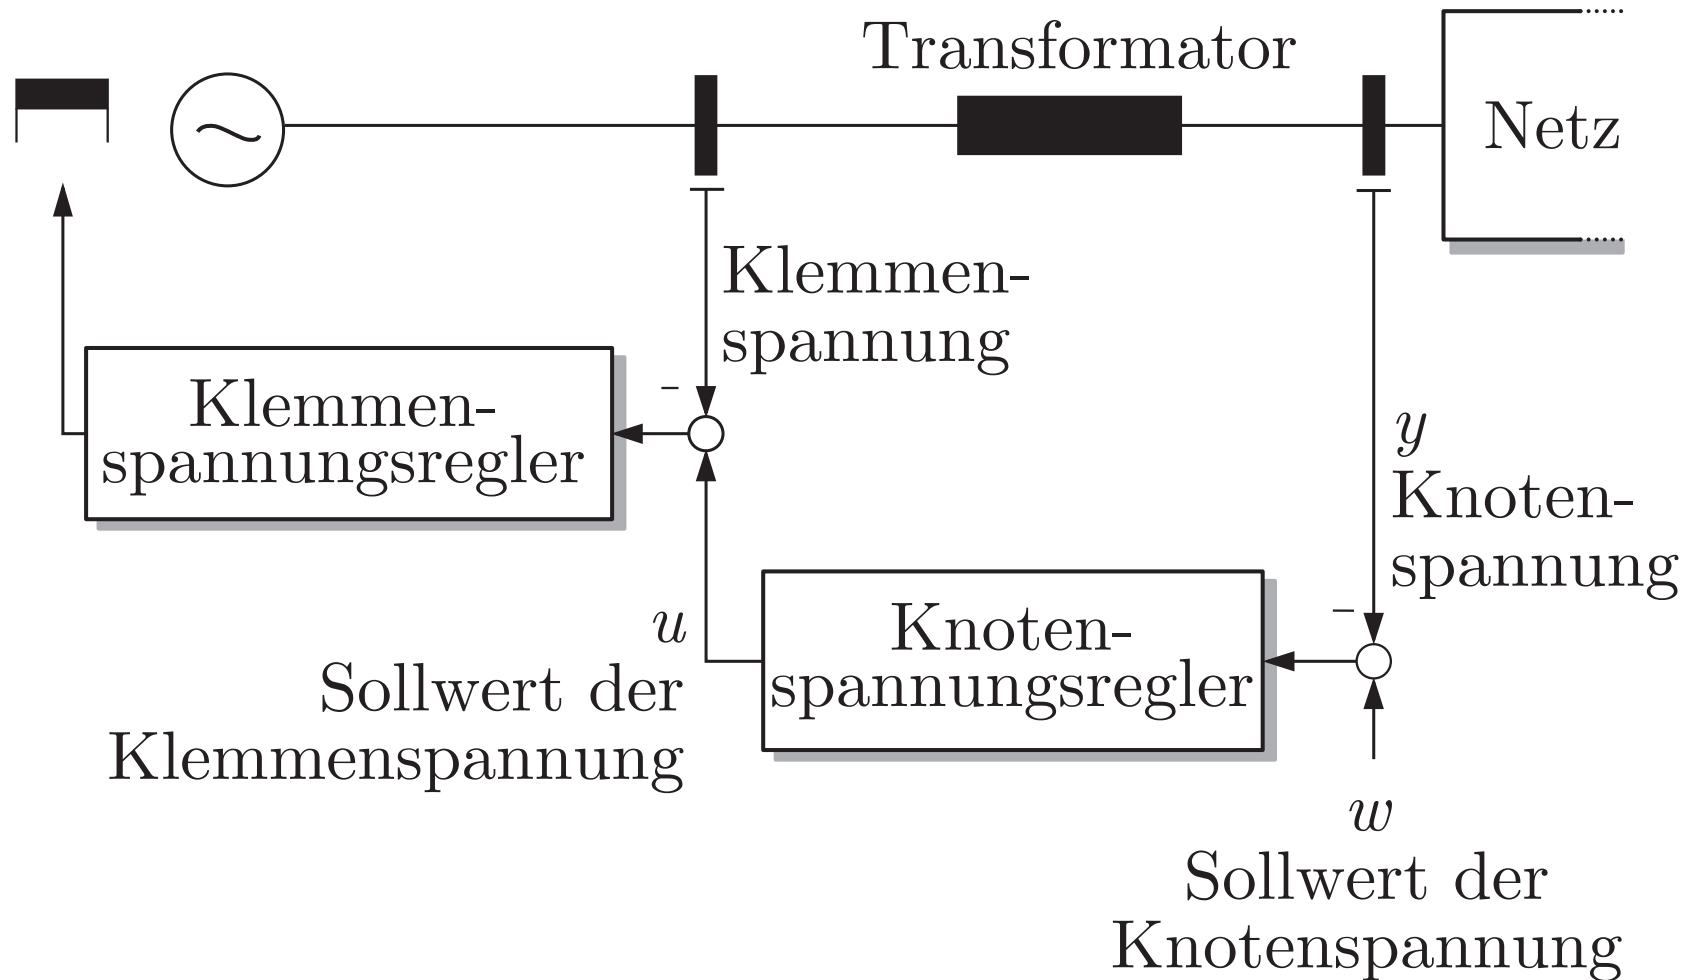 Transformator
Netz
Klemmen-
spannung
Klemmen-
spannungsregler
–
y
Knoten-
spannung
–
u
Sollwert der
Klemmenspannung
Knoten-
spannungsregler
w
Sollwert der
Knotenspannung